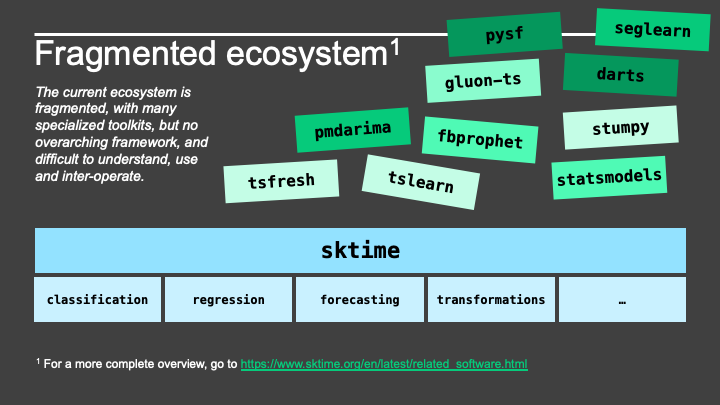 Fragmented ecosystem¹
The current ecosystem is
fragmented, with many
specialized toolkits, but no
overarching framework, and
difficult to understand, use
and inter-operate.
pysf
seglearn
gluon-ts
darts
pmdarima
fbprophet
stumpy
tsfresh
tslearn
statsmodels
sktime
classification
regression
forecasting
transformations
…
¹ For a more complete overview, go to https://www.sktime.org/en/latest/related_software.html